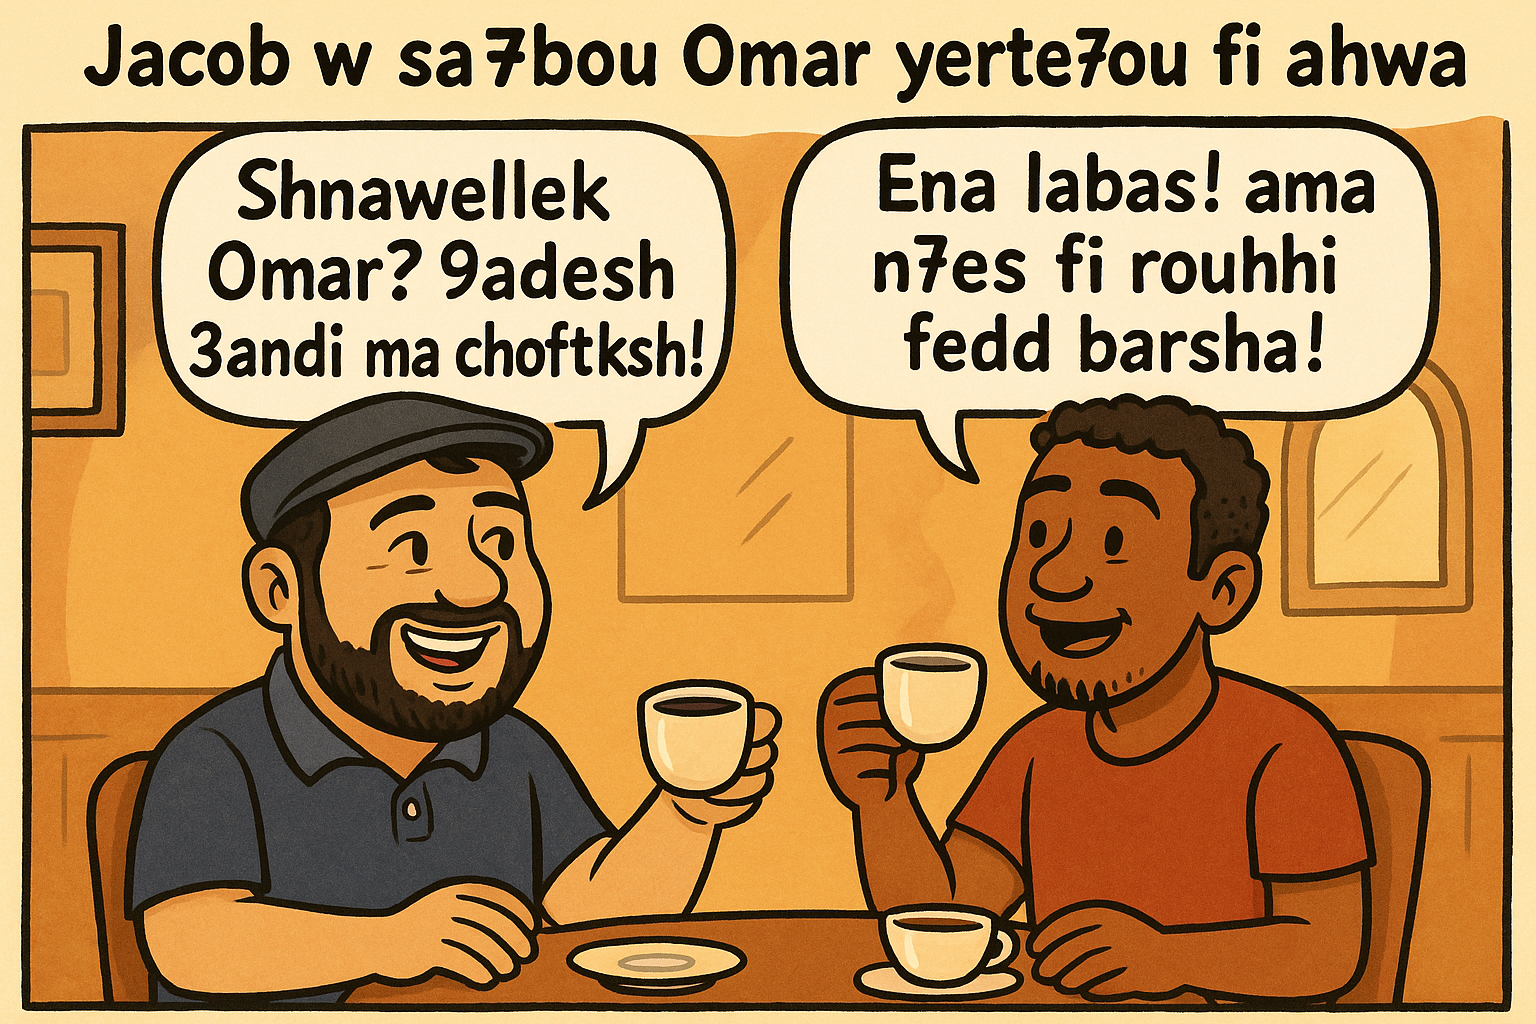 Jacob w sa7bou Omar yerte7ou fi ahwa
Shnawellek
Omar? 9adesh
3andi ma choftksh!
Ena labas! ama
n7es fi rouhhi
fedd barsha!